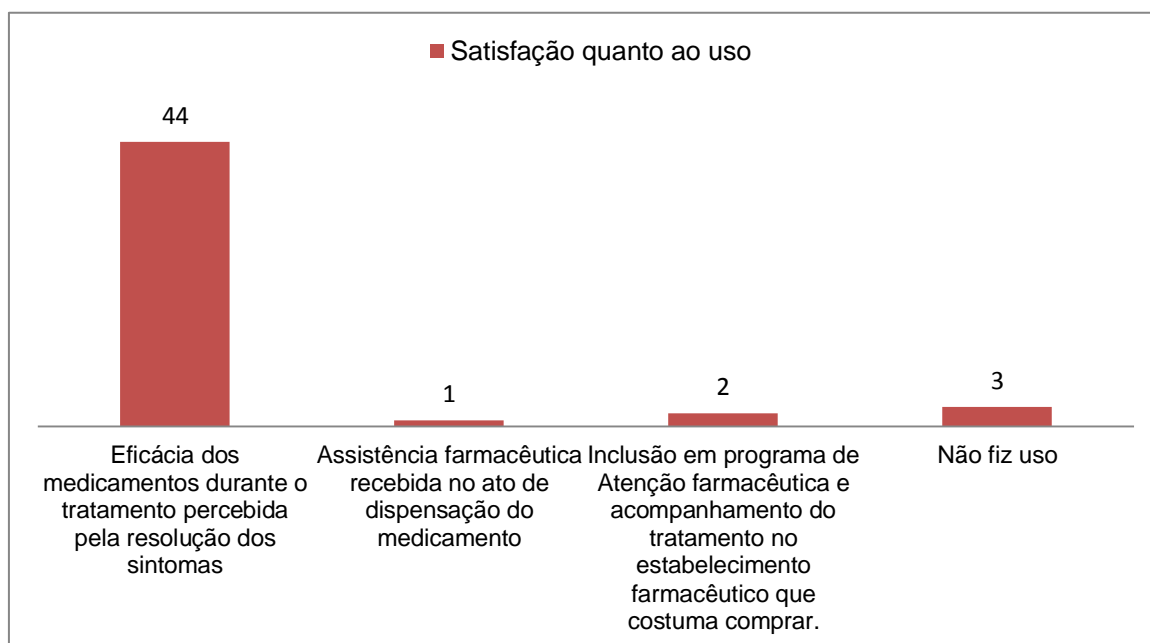 Satisfação quanto ao uso
44
1
2
3
Eficácia dos
medicamentos durante o
tratamento percebida
pela resolução dos
sintomas
Assistência farmacêutica
recebida no ato de
dispensação do
medicamento
Inclusão em programa de
Atenção farmacêutica e
acompanhamento do
tratamento no
estabelecimento
farmacêutico que
costuma comprar.
Não fiz uso